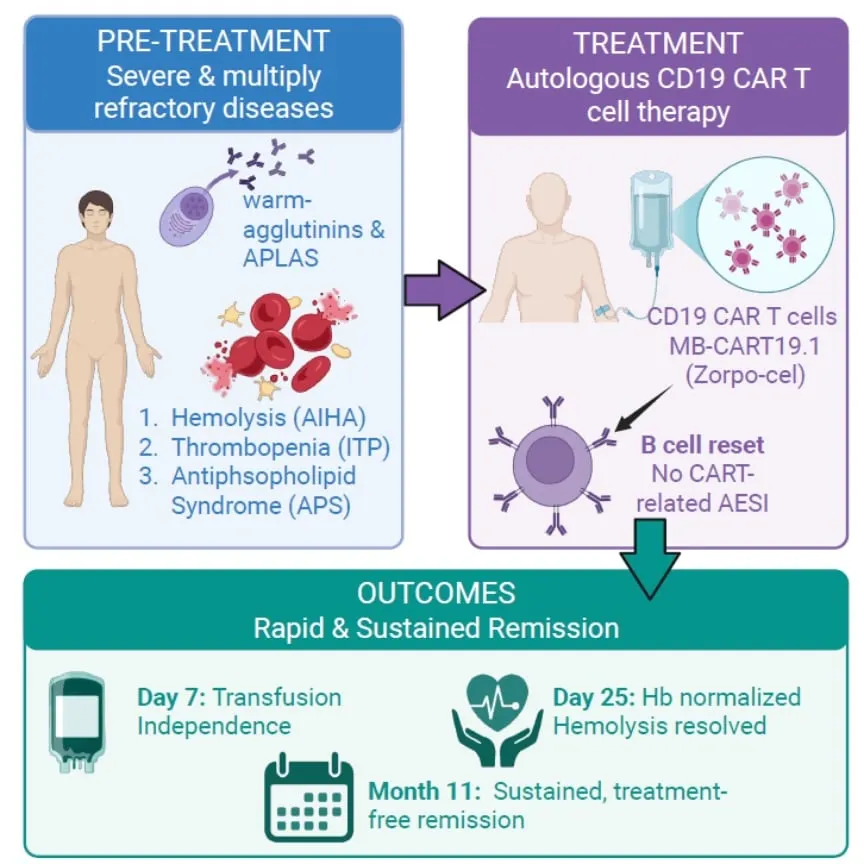 PRE-TREATMENT
Severe & multiply
refractory diseases
warm-
agglutinins &
APLAS
1. Hemolysis (AIHA)
2. Thrombopenia (ITP)
3. Antiphsopholipid
Syndrome (APS)
TREATMENT
Autologous CD19 CAR T
cell therapy
CD19 CAR T cells
MB-CART19.1
(Zorpo-cel)
B cell reset
No CART-
related AESI
OUTCOMES
Rapid & Sustained Remission
Day 7: Transfusion
Independence
Day 25: Hb normalized
Hemolysis resolved
Month 11: Sustained, treatment-
free remission